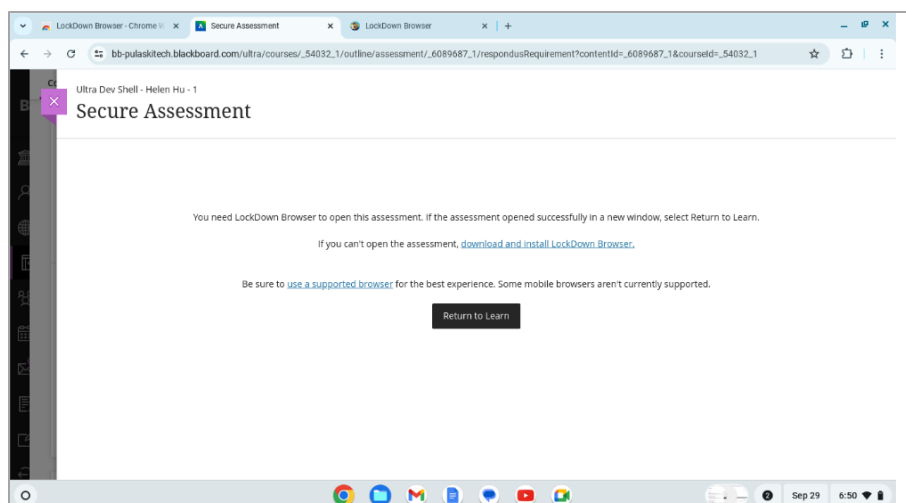 LockDown Browser - Chrome W
Secure Assessment
LockDown Browser
bb-pulaskitech.blackboard.com/ultra/courses/_54032_1/outline/assessment/_6089687_1/respondusRequirement?contentId=_6089687_1&courseId=_54032_1
Ultra Dev Shell - Helen Hu - 1
Secure Assessment
You need LockDown Browser to open this assessment. If the assessment opened successfully in a new window, select Return to Learn.
If you can't open the assessment, download and install LockDown Browser.
Be sure to use a supported browser for the best experience. Some mobile browsers aren't currently supported.
Return to Learn
2 Sep 29 6:50